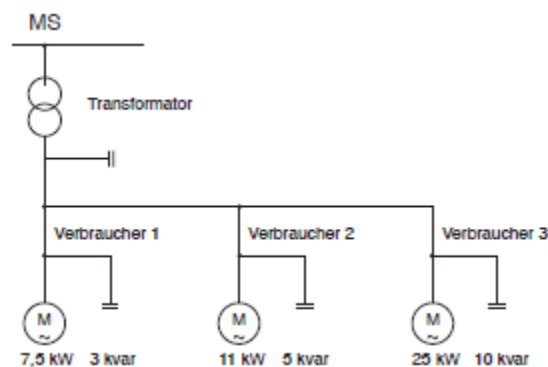 MS
Transformator
Verbraucher 1 Verbraucher 2 Verbraucher 3
M M M
~ ~ ~
7,5 kW 3 kvar 11 kW 5 kvar 25 kW 10 kvar